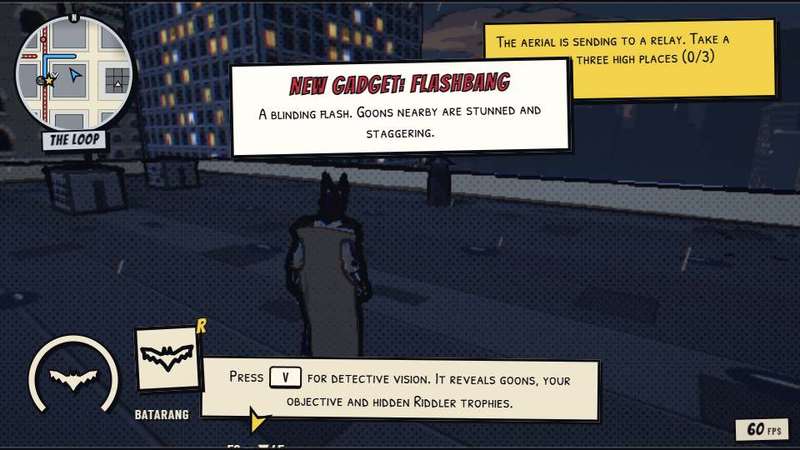 N
THE LOOP
THE AERIAL IS SENDING TO A RELAY. TAKE A
THREE HIGH PLACES (0/3)
NEW GADGET: FLASHBANG
A BLINDING FLASH. GOONS NEARBY ARE STUNNED AND
STAGGERING.
R
BATARANG
PRESS V FOR DETECTIVE VISION. IT REVEALS GOONS, YOUR
OBJECTIVE AND HIDDEN RIDDLER TROPHIES.
60 FPS